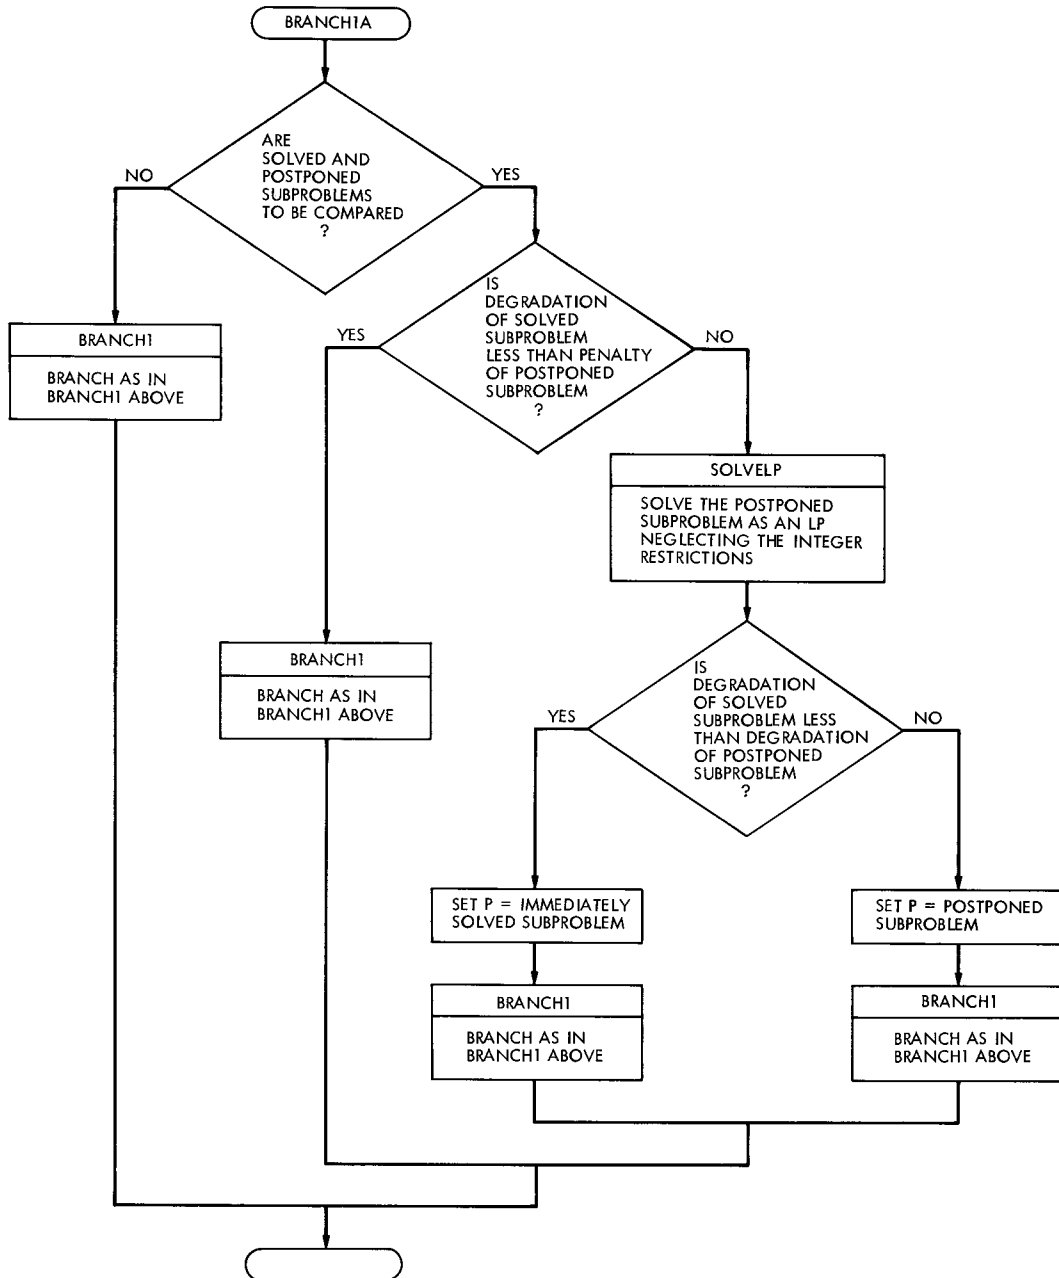 BRANCH1A
ARE
SOLVED AND
POSTPONED
SUBPROBLEMS
TO BE COMPARED
?
NO
YES
IS
DEGRADATION
OF SOLVED
SUBPROBLEM
LESS THAN PENALTY
OF POSTPONED
SUBPROBLEM
?
YES
NO
BRANCH1
BRANCH AS IN
BRANCH1 ABOVE
SOLVELP
SOLVE THE POSTPONED
SUBPROBLEM AS AN LP
NEGLECTING THE INTEGER
RESTRICTIONS
BRANCH1
BRANCH AS IN
BRANCH1 ABOVE
IS
DEGRADATION
OF SOLVED
SUBPROBLEM LESS
THAN DEGRADATION
OF POSTPONED
SUBPROBLEM
?
YES
NO
SET P = IMMEDIATELY
SOLVED SUBPROBLEM
SET P = POSTPONED
SUBPROBLEM
BRANCH1
BRANCH AS IN
BRANCH1 ABOVE
BRANCH1
BRANCH AS IN
BRANCH1 ABOVE